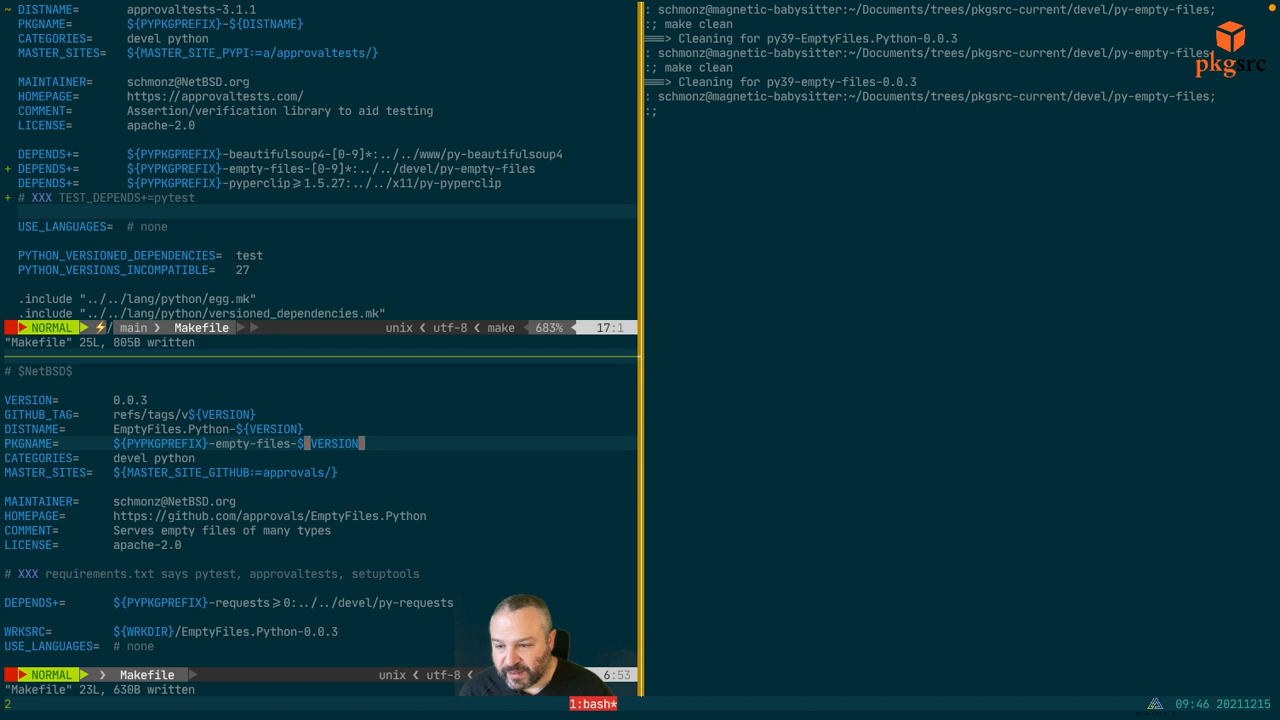 ~ DISTNAME= approvaltests-3.1.1
PKGNAME= ${PYPKGPREFIX}-${DISTNAME}
CATEGORIES= devel python
MASTER_SITES= ${MASTER_SITE_PYPI:=a/approvaltests/}
MAINTAINER= schmonz@NetBSD.org
HOMEPAGE= https://approvaltests.com/
COMMENT= Assertion/verification library to aid testing
LICENSE= apache-2.0
DEPENDS+= ${PYPKGPREFIX}-beautifulsoup4-[0-9]*:../../www/py-beautifulsoup4
+ DEPENDS+= ${PYPKGPREFIX}-empty-files-[0-9]*:../../devel/py-empty-files
DEPENDS+= ${PYPKGPREFIX}-pyperclip>=1.5.27:../../x11/py-pyperclip
+ # XXX TEST_DEPENDS+=pytest
USE_LANGUAGES= # none
PYTHON_VERSIONED_DEPENDENCIES= test
PYTHON_VERSIONS_INCOMPATIBLE= 27
.include "../../lang/python/egg.mk"
.include "../../lang/python/versioned_dependencies.mk"
NORMAL ⚡/ main ❯ Makefile unix ❮ utf-8 ❮ make 683% 17:1
"Makefile" 25L, 805B written
# $NetBSD$
VERSION= 0.0.3
GITHUB_TAG= refs/tags/v${VERSION}
DISTNAME= EmptyFiles.Python-${VERSION}
PKGNAME= ${PYPKGPREFIX}-empty-files-${VERSION}
CATEGORIES= devel python
MASTER_SITES= ${MASTER_SITE_GITHUB:=approvals/}
MAINTAINER= schmonz@NetBSD.org
HOMEPAGE= https://github.com/approvals/EmptyFiles.Python
COMMENT= Serves empty files of many types
LICENSE= apache-2.0
# XXX requirements.txt says pytest, approvaltests, setuptools
DEPENDS+= ${PYPKGPREFIX}-requests>=0:../../devel/py-requests
WRKSRC= ${WRKDIR}/EmptyFiles.Python-0.0.3
USE_LANGUAGES= # none
NORMAL ❯ Makefile unix ❮ utf-8 ❮ 6:53
"Makefile" 23L, 630B written
: schmonz@magnetic-babysitter:~/Documents/trees/pkgsrc-current/devel/py-empty-files;
:; make clean
===> Cleaning for py39-EmptyFiles.Python-0.0.3
: schmonz@magnetic-babysitter:~/Documents/trees/pkgsrc-current/devel/py-empty-files;
:; make clean
===> Cleaning for py39-empty-files-0.0.3
: schmonz@magnetic-babysitter:~/Documents/trees/pkgsrc-current/devel/py-empty-files;
:;
pkgsrc
2 1:bash* 09:46 20211215